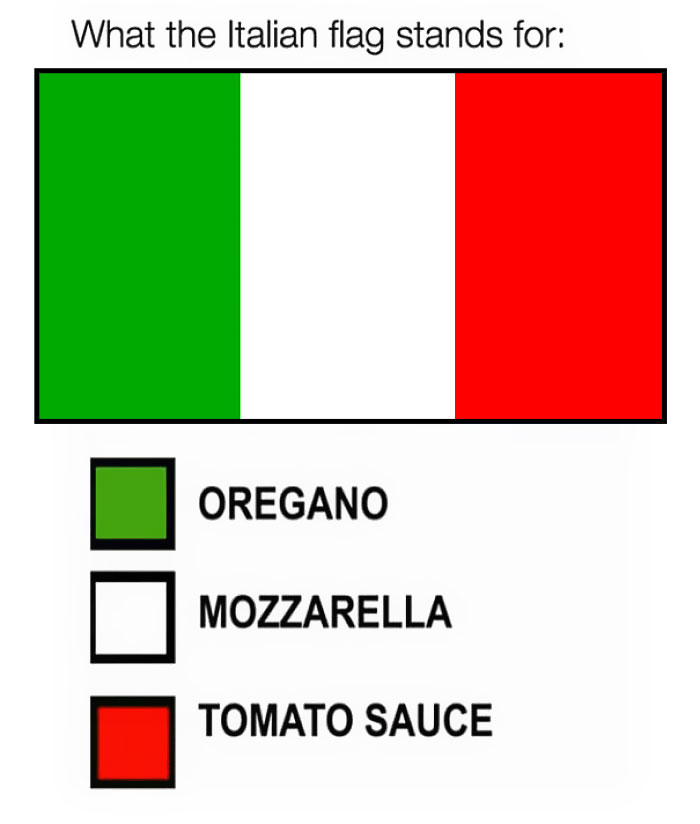 What the Italian flag stands for:
OREGANO
MOZZARELLA
TOMATO SAUCE